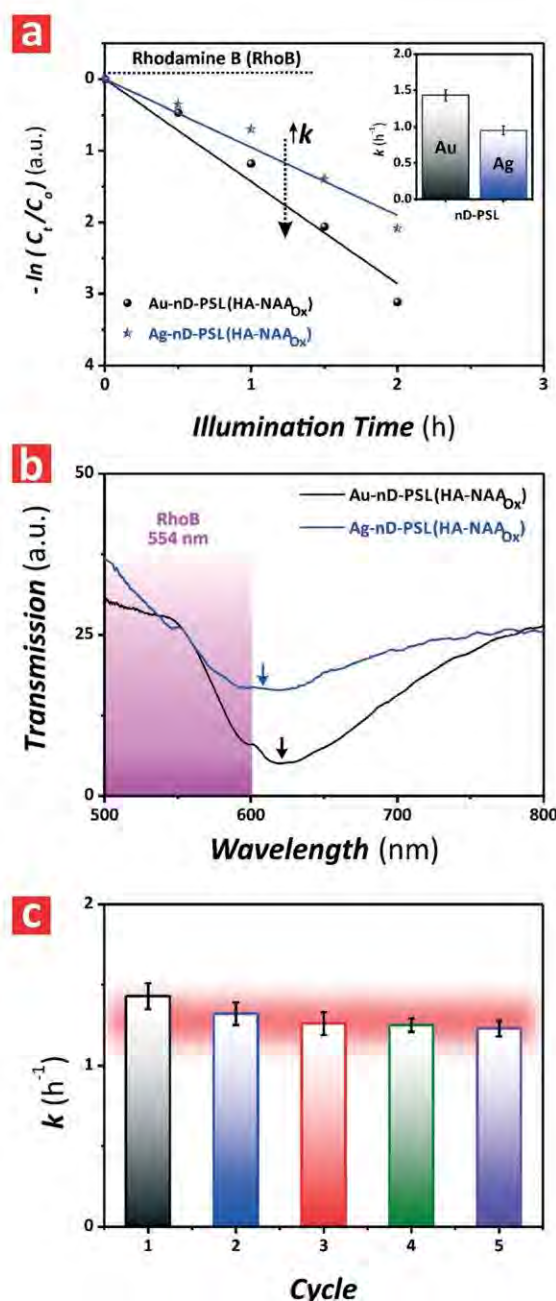 a
Rhodamine B (RhoB)
k
- ln (Ct/Co) (a.u.)
0
1
2
3
4
Au-nD-PSL(HA-NAAOx)
Ag-nD-PSL(HA-NAAOx)
0 1 2 3
Illumination Time (h)
k (h-1)
2.0
1.5
1.0
0.5
0.0
Au Ag
nD-PSL
b
Transmission (a.u.)
50
25
0
RhoB
554 nm
Au-nD-PSL(HA-NAAOx)
Ag-nD-PSL(HA-NAAOx)
500 600 700 800
Wavelength (nm)
c
k (h-1)
2
1
0
1 2 3 4 5
Cycle